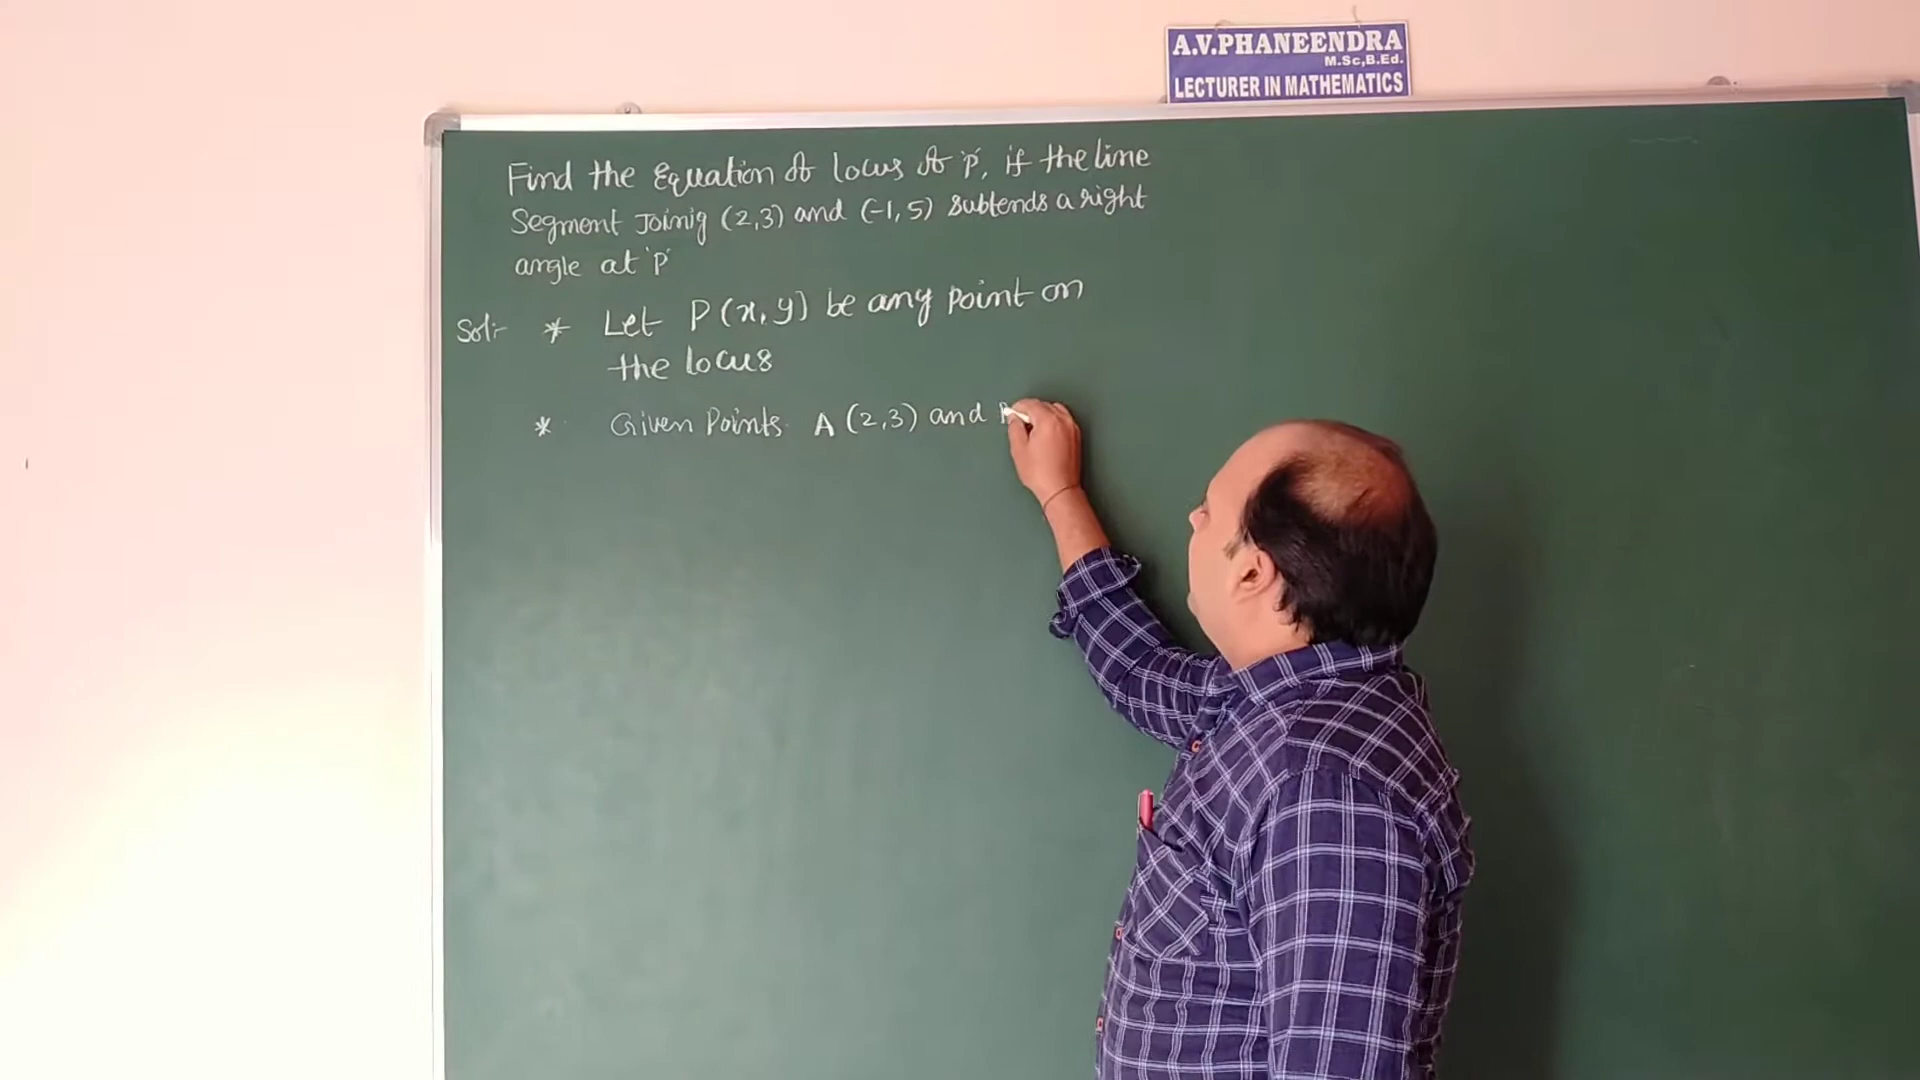 A.V.PHANEENDRA
M.Sc,B.Ed.
LECTURER IN MATHEMATICS
Find the Equation of locus of 'P', if the line
Segment Joinig (2,3) and (-1,5) Subtends a right
angle at 'P'
Sol:- * Let P(x,y) be any point on
the locus
* Given Points A (2,3) and